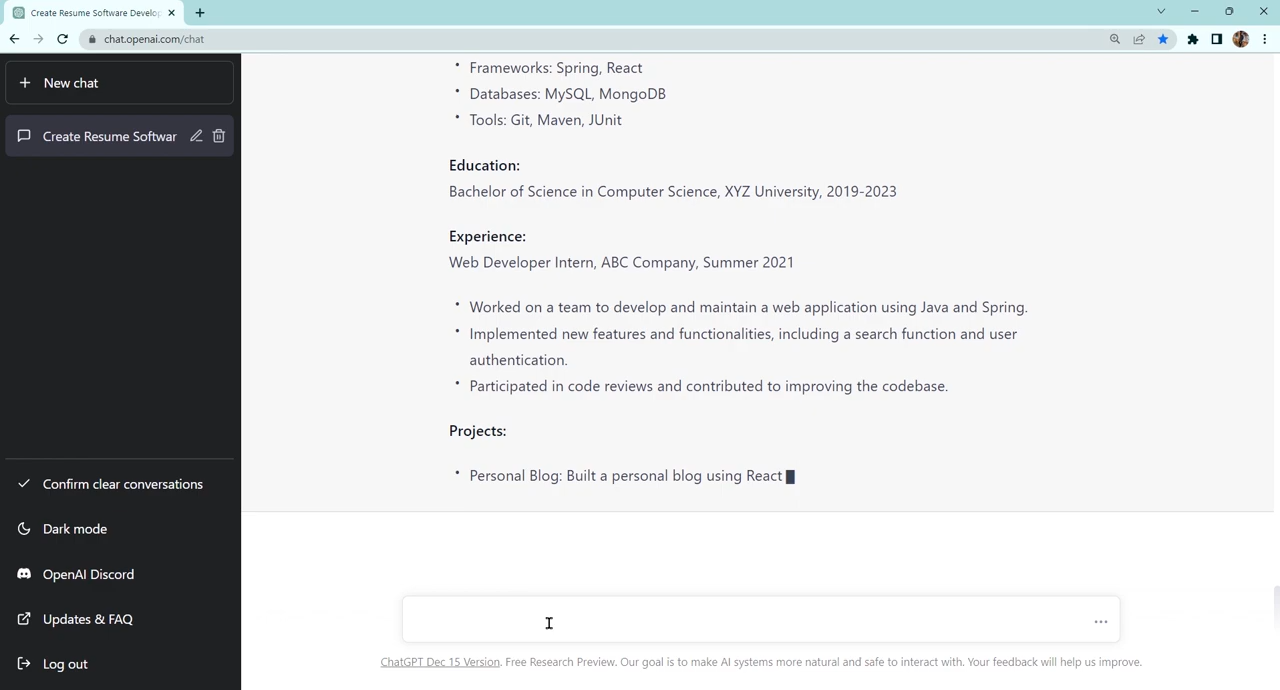 Create Resume Software Develop
chat.openai.com/chat
New chat
Create Resume Softwar
Frameworks: Spring, React
Databases: MySQL, MongoDB
Tools: Git, Maven, JUnit
Education:
Bachelor of Science in Computer Science, XYZ University, 2019-2023
Experience:
Web Developer Intern, ABC Company, Summer 2021
Worked on a team to develop and maintain a web application using Java and Spring.
Implemented new features and functionalities, including a search function and user
authentication.
Participated in code reviews and contributed to improving the codebase.
Projects:
Personal Blog: Built a personal blog using React
Confirm clear conversations
Dark mode
OpenAI Discord
Updates & FAQ
Log out
ChatGPT Dec 15 Version. Free Research Preview. Our goal is to make AI systems more natural and safe to interact with. Your feedback will help us improve.